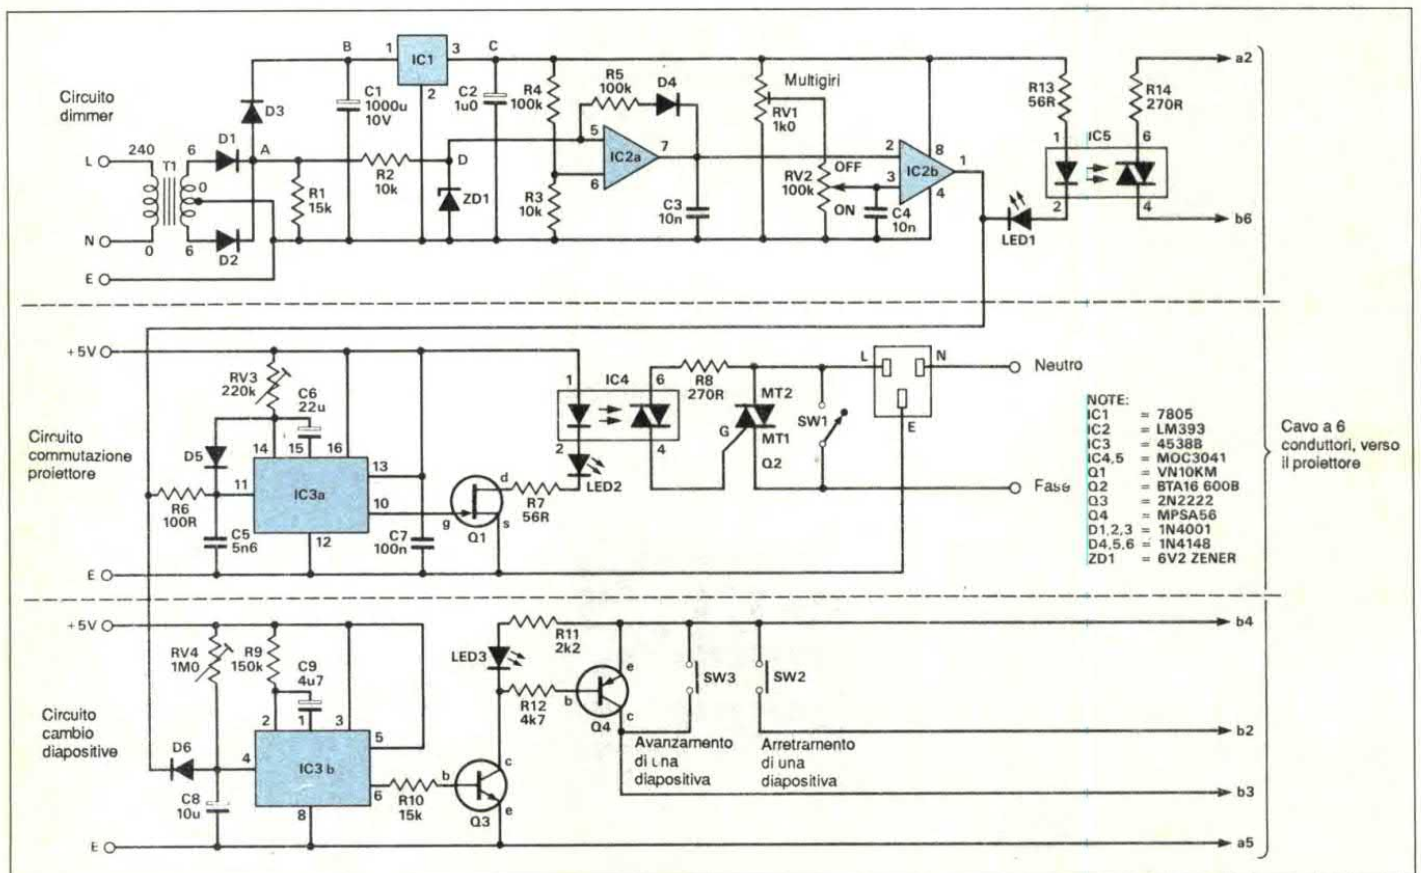 Circuito
dimmer
L
N
E
240
0
T1
6
0
6
D1
D2
D3
A
B
R1
15k
R2
10k
D
ZD1
C1
1000u
10V
1
IC1
3
2
C
C2
1u0
R4
100k
R3
10k
R5
100k
D4
5
6
IC2a
7
C3
10n
RV1
1k0
Multigiri
RV2
100k
OFF
ON
C4
10n
2
3
IC2b
8
4
1
LED1
R13
56R
R14
270R
IC5
1
2
6
4
a2
b6
Circuito
commutazione
proiettore
+5V
E
RV3
220k
C6
22u
D5
R6
100R
C5
5n6
14
15
16
11
IC3a
13
10
12
C7
100n
g
d
s
Q1
R7
56R
LED2
1
2
IC4
6
4
R8
270R
MT2
G
MT1
Q2
SW1
L
N
E
Neutro
Fase
NOTE:
IC1 = 7805
IC2 = LM393
IC3 = 4538B
IC4,5 = MOC3041
Q1 = VN10KM
Q2 = BTA16 600B
Q3 = 2N2222
Q4 = MPSA56
D1,2,3 = 1N4001
D4,5,6 = 1N4148
ZD1 = 6V2 ZENER
Cavo a 6
conduttori, verso
il proiettore
Circuito
cambio
diapositive
+5V
E
RV4
1M0
R9
150k
C9
4u7
D6
C8
10u
2
1
3
4
IC3 b
5
6
8
R10
15k
b
c
e
Q3
LED3
R11
2k2
R12
4k7
b
e
c
Q4
SW3
SW2
Avanzamento
di una
diapositiva
Arretramento
di una
diapositiva
b4
b2
b3
a5